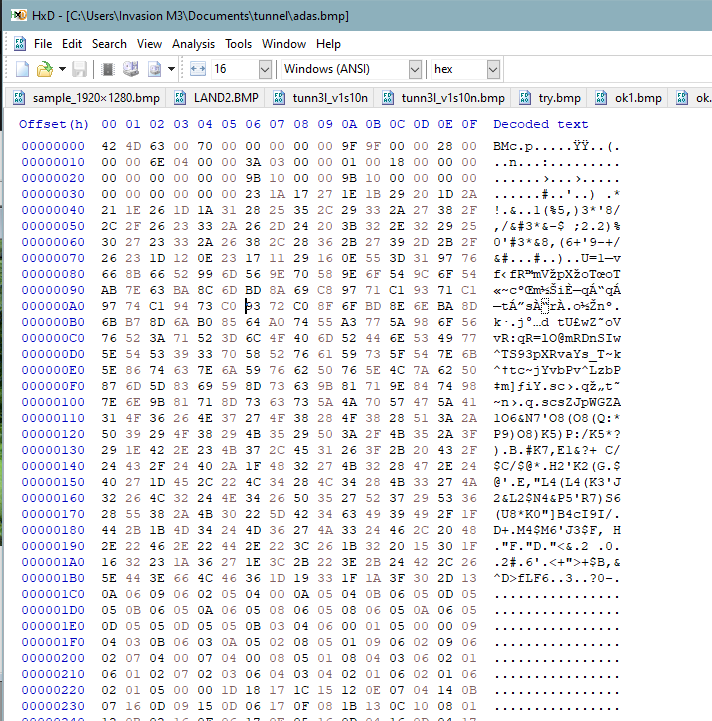 HxD - [C:\Users\Invasion M3\Documents\tunnel\adas.bmp]
File Edit Search View Analysis Tools Window Help
16 Windows (ANSI) hex
sample_1920×1280.bmp LAND2.BMP tunn3l_v1s10n tunn3l_v1s10n.bmp try.bmp ok1.bmp ok.
Offset(h) 00 01 02 03 04 05 06 07 08 09 0A 0B 0C 0D 0E 0F Decoded text
00000000 42 4D 63 00 70 00 00 00 00 00 9F 9F 00 00 28 00 BMc.p.....ŸŸ..(.
00000010 00 00 6E 04 00 00 3A 03 00 00 01 00 18 00 00 00 ..n...:.........
00000020 00 00 00 00 00 00 9B 10 00 00 9B 10 00 00 00 00 ......›...›.....
00000030 00 00 00 00 00 00 23 1A 17 27 1E 1B 29 20 1D 2A ......#..'..) .*
00000040 21 1E 26 1D 1A 31 28 25 35 2C 29 33 2A 27 38 2F !.&..1(%5,)3*'8/
00000050 2C 2F 26 23 33 2A 26 2D 24 20 3B 32 2E 32 29 25 ,/&#3*&-$ ;2.2)%
00000060 30 27 23 33 2A 26 38 2C 28 36 2B 27 39 2D 2B 2F 0'#3*&8,(6+'9-+/
00000070 26 23 1D 12 0E 23 17 11 29 16 0E 55 3D 31 97 76 &#...#..)..U=1—v
00000080 66 8B 66 52 99 6D 56 9E 70 58 9E 6F 54 9C 6F 54 f‹fR™mVžpXžoTœoT
00000090 AB 7E 63 BA 8C 6D BD 8A 69 C8 97 71 C1 93 71 C1 «~cºŒm½ŠiÈ—qÁ“qÁ
000000A0 97 74 C1 94 73 C0 93 72 C0 8F 6F BD 8E 6E BA 8D —tÁ”sÀ“rÀ.o½Žnº.
000000B0 6B B7 8D 6A B0 85 64 A0 74 55 A3 77 5A 98 6F 56 k·.j°…d tU£wZ˜oV
000000C0 76 52 3A 71 52 3D 6C 4F 40 6D 52 44 6E 53 49 77 vR:qR=lO@mRDnSIw
000000D0 5E 54 53 39 33 70 58 52 76 61 59 73 5F 54 7E 6B ^TS93pXRvaYs_T~k
000000E0 5E 86 74 63 7E 6A 59 76 62 50 76 5E 4C 7A 62 50 ^†tc~jYvbPv^LzbP
000000F0 87 6D 5D 83 69 59 8D 73 63 9B 81 71 9E 84 74 98 ‡m]ƒiY.sc›.qž„t˜
00000100 7E 6E 9B 81 71 8D 73 63 73 5A 4A 70 57 47 5A 41 ~n›.q.scsZJpWGZA
00000110 31 4F 36 26 4E 37 27 4F 38 28 4F 38 28 51 3A 2A 1O6&N7'O8(O8(Q:*
00000120 50 39 29 4F 38 29 4B 35 29 50 3A 2F 4B 35 2A 3F P9)O8)K5)P:/K5*?
00000130 29 1E 42 2E 23 4B 37 2C 45 31 26 3F 2B 20 43 2F ).B.#K7,E1&?+ C/
00000140 24 43 2F 24 40 2A 1F 48 32 27 4B 32 28 47 2E 24 $C/$@*.H2'K2(G.$
00000150 40 27 1D 45 2C 22 4C 34 28 4C 34 28 4B 33 27 4A @'.E,"L4(L4(K3'J
00000160 32 26 4C 32 24 4E 34 26 50 35 27 52 37 29 53 36 2&L2$N4&P5'R7)S6
00000170 28 55 38 2A 4B 30 22 5D 42 34 63 49 39 49 2F 1F (U8*K0"]B4cI9I/.
00000180 44 2B 1B 4D 34 24 4D 36 27 4A 33 24 46 2C 20 48 D+.M4$M6'J3$F, H
00000190 2E 22 46 2E 22 44 2E 22 3C 26 1B 32 20 15 30 1F ."F."D."<&.2 .0.
000001A0 16 32 23 1A 36 27 1E 3C 2B 22 3E 2B 24 42 2C 26 .2#.6'.<+">+$B,&
000001B0 5E 44 3E 66 4C 46 36 1D 19 33 1F 1A 3F 30 2D 13 ^D>fLF6..3..?0-.
000001C0 0A 06 09 06 02 05 04 00 0A 05 04 0B 06 05 0D 05 ................
000001D0 05 0B 06 05 0A 06 05 08 06 05 08 06 05 0A 06 05 ................
000001E0 0D 05 05 0D 05 05 0B 03 04 06 00 01 05 00 00 09 ................
000001F0 04 03 0B 06 03 0A 05 02 08 05 01 09 06 02 09 06 ................
00000200 02 07 04 00 07 04 00 08 05 01 08 04 03 06 02 01 ................
00000210 06 01 02 07 02 03 06 04 03 04 02 01 06 02 01 06 ................
00000220 02 01 05 00 00 1D 18 17 1C 15 12 0E 07 04 14 0B ................
00000230 07 16 0D 09 15 0D 06 17 0F 08 1B 13 0C 10 08 01 ................